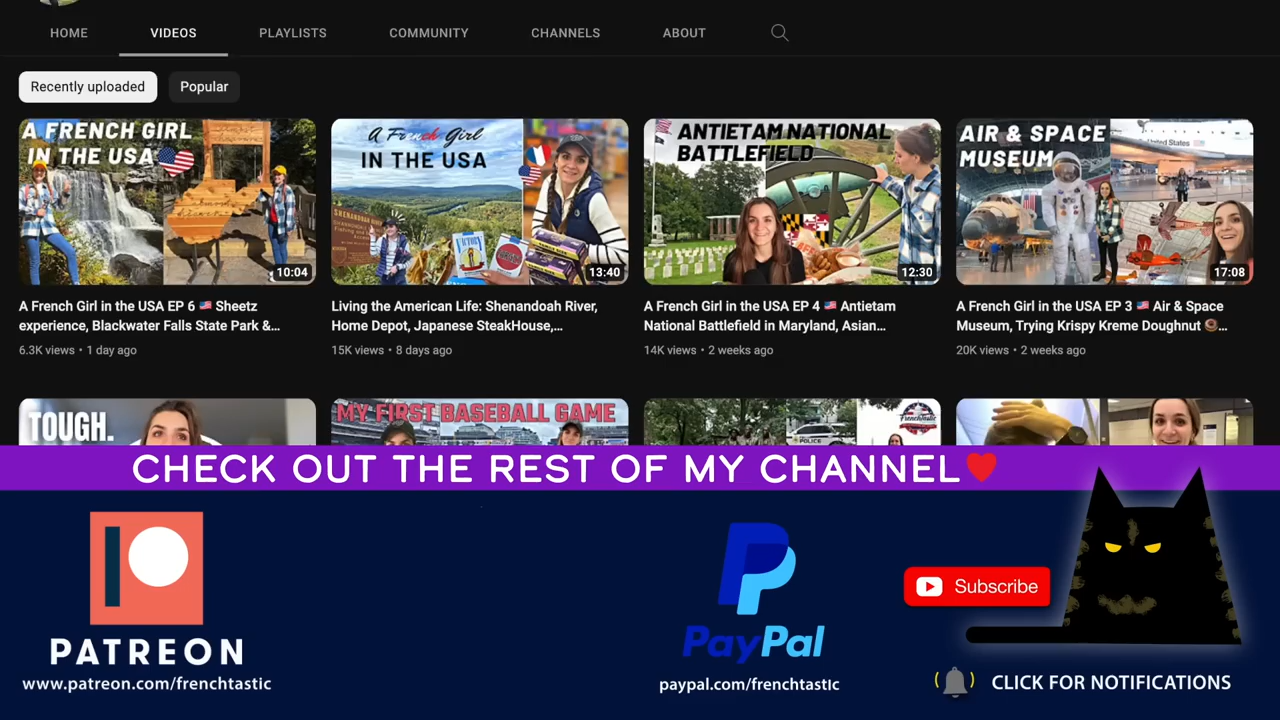 HOME VIDEOS PLAYLISTS COMMUNITY CHANNELS ABOUT
Recently uploaded Popular
A FRENCH GIRL
IN THE USA
10:04
A French Girl
IN THE USA
SHENANDOAH
VICTORY
13:40
ANTIETAM NATIONAL
BATTLEFIELD
12:30
AIR & SPACE
MUSEUM
United States
17:08
A French Girl in the USA EP 6 🇺🇸 Sheetz
experience, Blackwater Falls State Park &...
6.3K views • 1 day ago
Living the American Life: Shenandoah River,
Home Depot, Japanese SteakHouse,...
15K views • 8 days ago
A French Girl in the USA EP 4 🇺🇸 Antietam
National Battlefield in Maryland, Asian...
14K views • 2 weeks ago
A French Girl in the USA EP 3 🇺🇸 Air & Space
Museum, Trying Krispy Kreme Doughnut 🍩...
20K views • 2 weeks ago
TOUGH.
MY FIRST BASEBALL GAME
POLICE
Frenchtastic
CHECK OUT THE REST OF MY CHANNEL❤
PATREON
www.patreon.com/frenchtastic
PayPal
paypal.com/frenchtastic
Subscribe
CLICK FOR NOTIFICATIONS